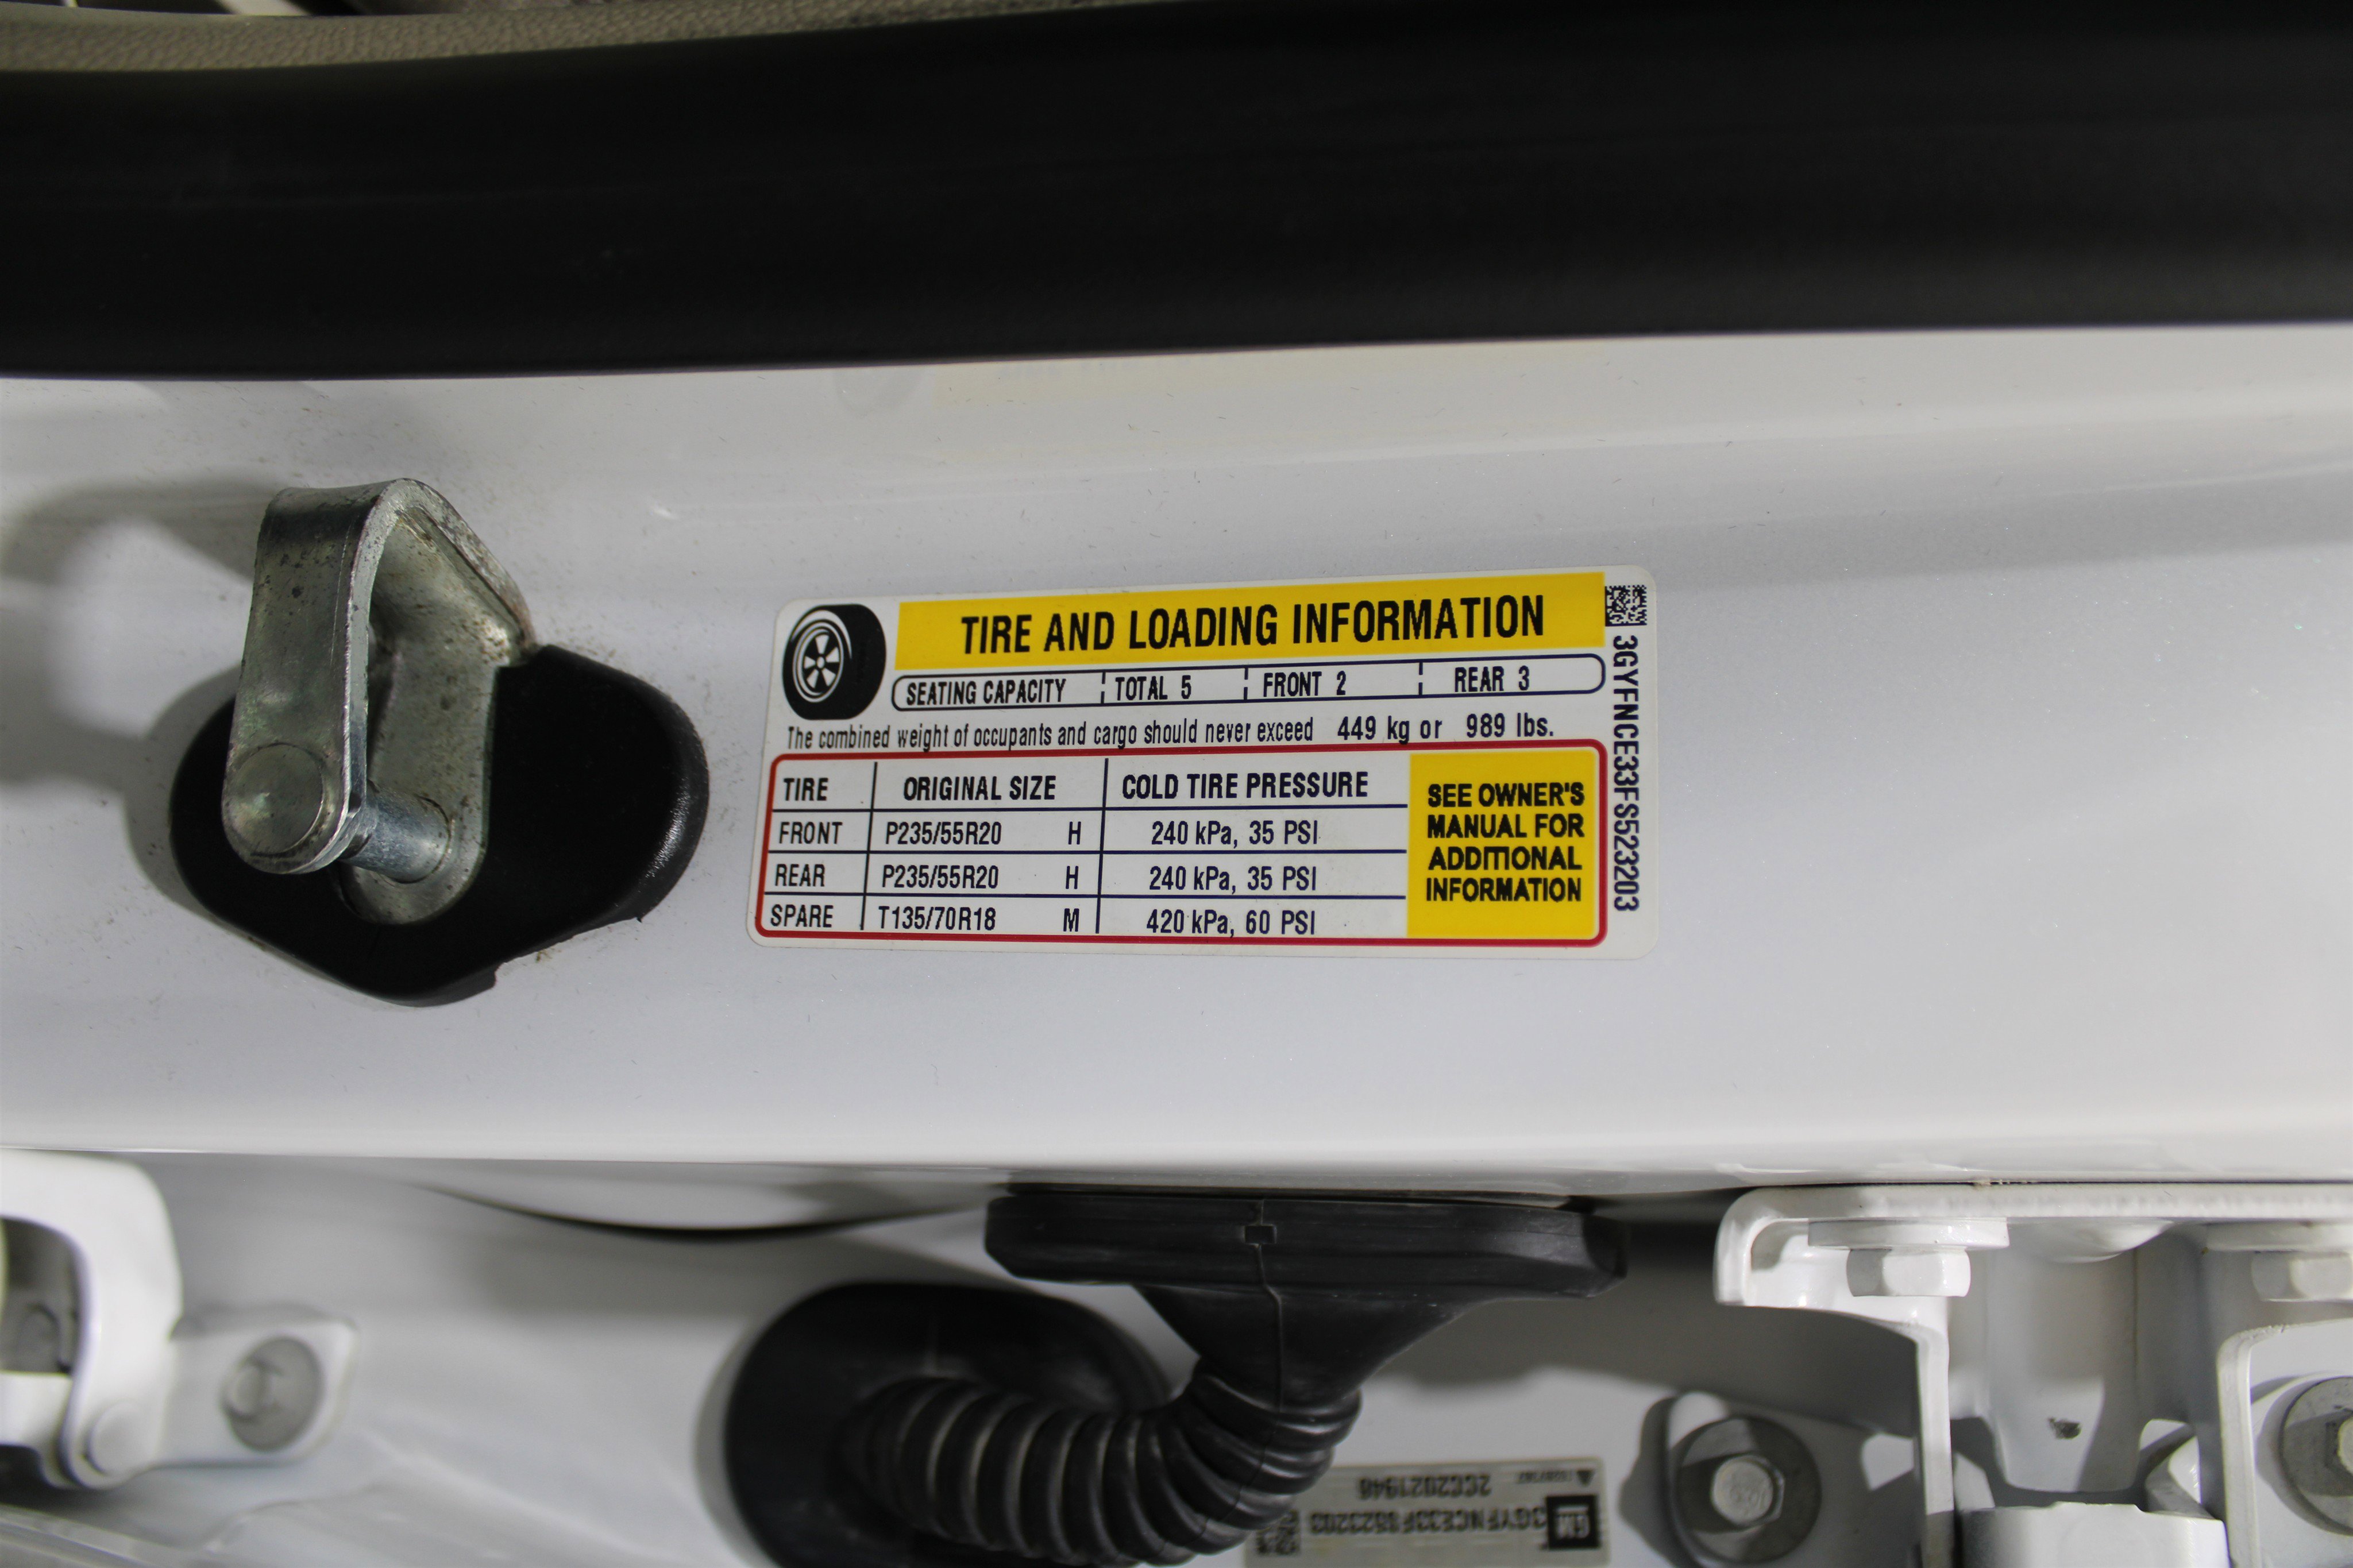 TIRE AND LOADING INFORMATION
SEATING CAPACITY TOTAL 5 FRONT 2 REAR 3
The combined weight of occupants and cargo should never exceed 449 kg or 989 lbs.
TIRE ORIGINAL SIZE COLD TIRE PRESSURE
FRONT P235/55R20 H 240 kPa, 35 PSI
REAR P235/55R20 H 240 kPa, 35 PSI
SPARE T135/70R18 M 420 kPa, 60 PSI
SEE OWNER'S
MANUAL FOR
ADDITIONAL
INFORMATION
3GYFNCE33FS523203
GM
3GYFNCE33FS523203